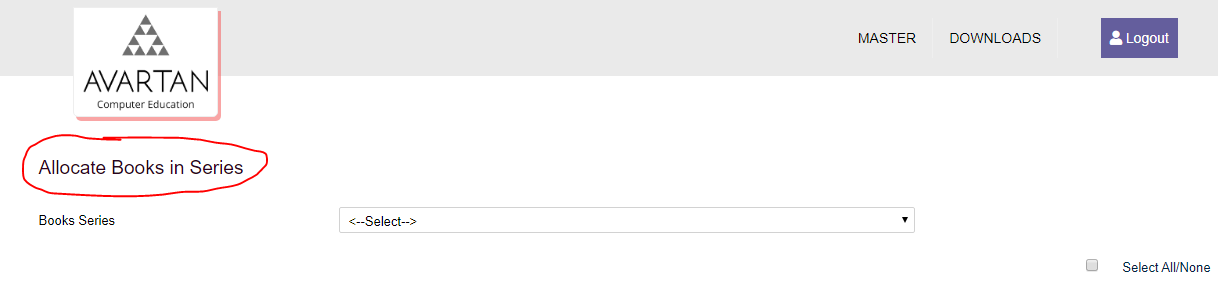 MASTER DOWNLOADS Logout
AVARTAN
Computer Education
Allocate Books in Series
Books Series <--Select-->
Select All/None